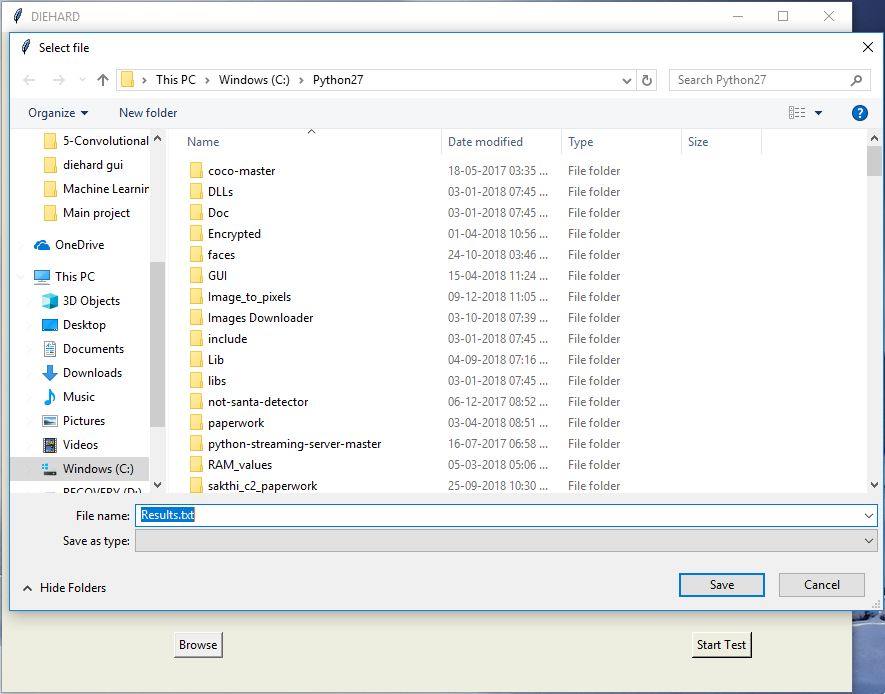 DIEHARD
Select file
This PC > Windows (C:) > Python27
Search Python27
Organize
New folder
?
5-Convolutional
diehard gui
Machine Learnin
Main project
OneDrive
This PC
3D Objects
Desktop
Documents
Downloads
Music
Pictures
Videos
Windows (C:)
RECOVERY (D:)
Name Date modified Type Size
coco-master 18-05-2017 03:35 ... File folder
DLLs 03-01-2018 07:45 ... File folder
Doc 03-01-2018 07:45 ... File folder
Encrypted 01-04-2018 10:56 ... File folder
faces 24-10-2018 03:46 ... File folder
GUI 15-04-2018 11:24 ... File folder
Image_to_pixels 09-12-2018 11:05 ... File folder
Images Downloader 03-10-2018 07:39 ... File folder
include 03-01-2018 07:45 ... File folder
Lib 04-09-2018 07:16 ... File folder
libs 03-01-2018 07:45 ... File folder
not-santa-detector 06-12-2017 08:52 ... File folder
paperwork 03-04-2018 08:51 ... File folder
python-streaming-server-master 16-07-2017 06:58 ... File folder
RAM_values 05-03-2018 05:06 ... File folder
sakthi_c2_paperwork 25-09-2018 10:30 ... File folder
File name: Results.txt
Save as type:
Hide Folders
Save
Cancel
Browse
Start Test